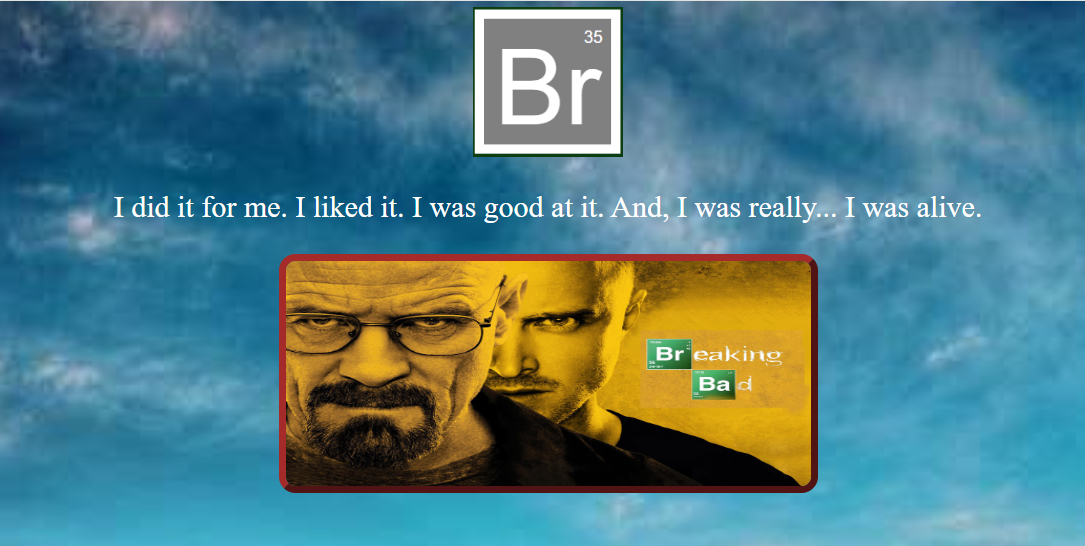 35
Br
I did it for me. I liked it. I was good at it. And, I was really... I was alive.
Breaking
Bad